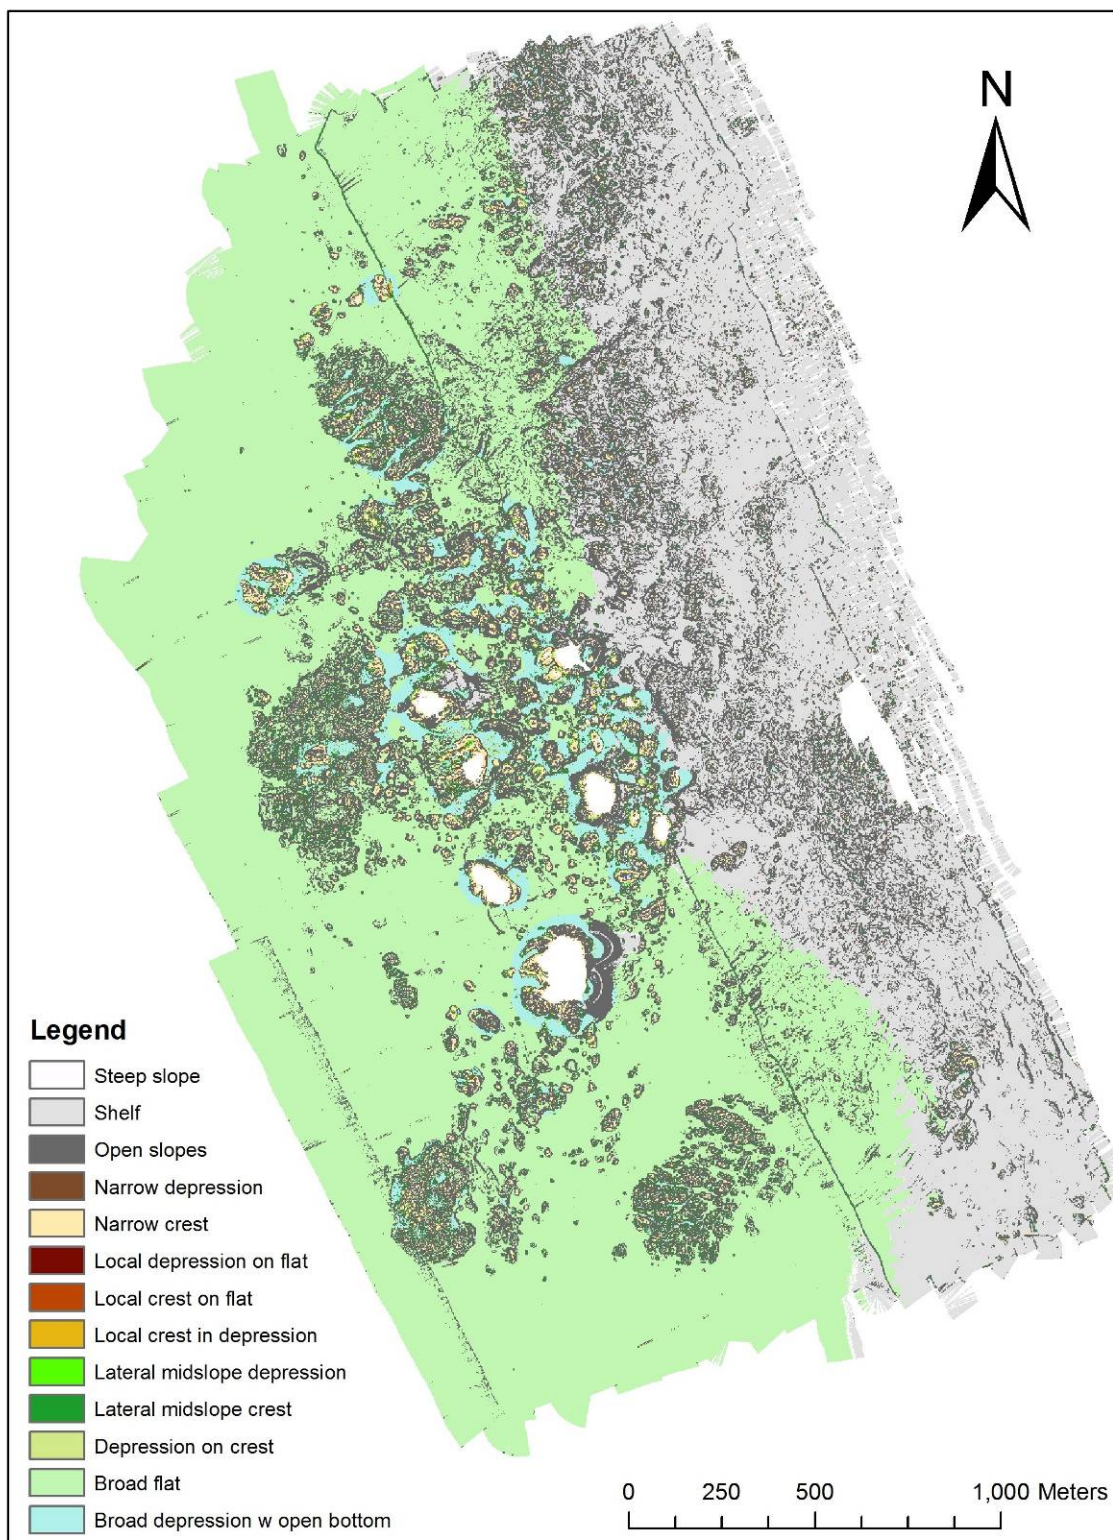 N
Legend
Steep slope
Shelf
Open slopes
Narrow depression
Narrow crest
Local depression on flat
Local crest on flat
Local crest in depression
Lateral midslope depression
Lateral midslope crest
Depression on crest
Broad flat
Broad depression w open bottom
0 250 500 1,000 Meters